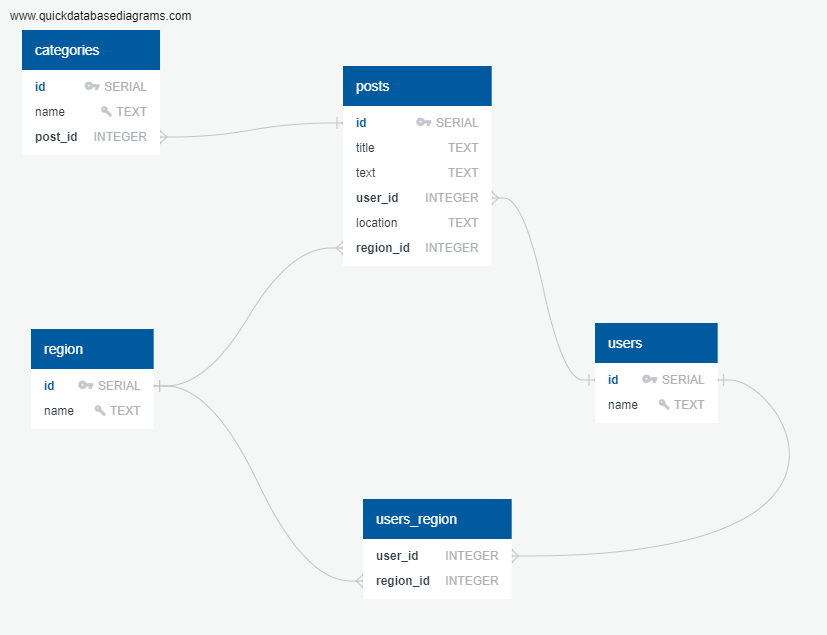 www.quickdatabasediagrams.com
categories
id SERIAL
name TEXT
post_id INTEGER
posts
id SERIAL
title TEXT
text TEXT
user_id INTEGER
location TEXT
region_id INTEGER
region
id SERIAL
name TEXT
users
id SERIAL
name TEXT
users_region
user_id INTEGER
region_id INTEGER